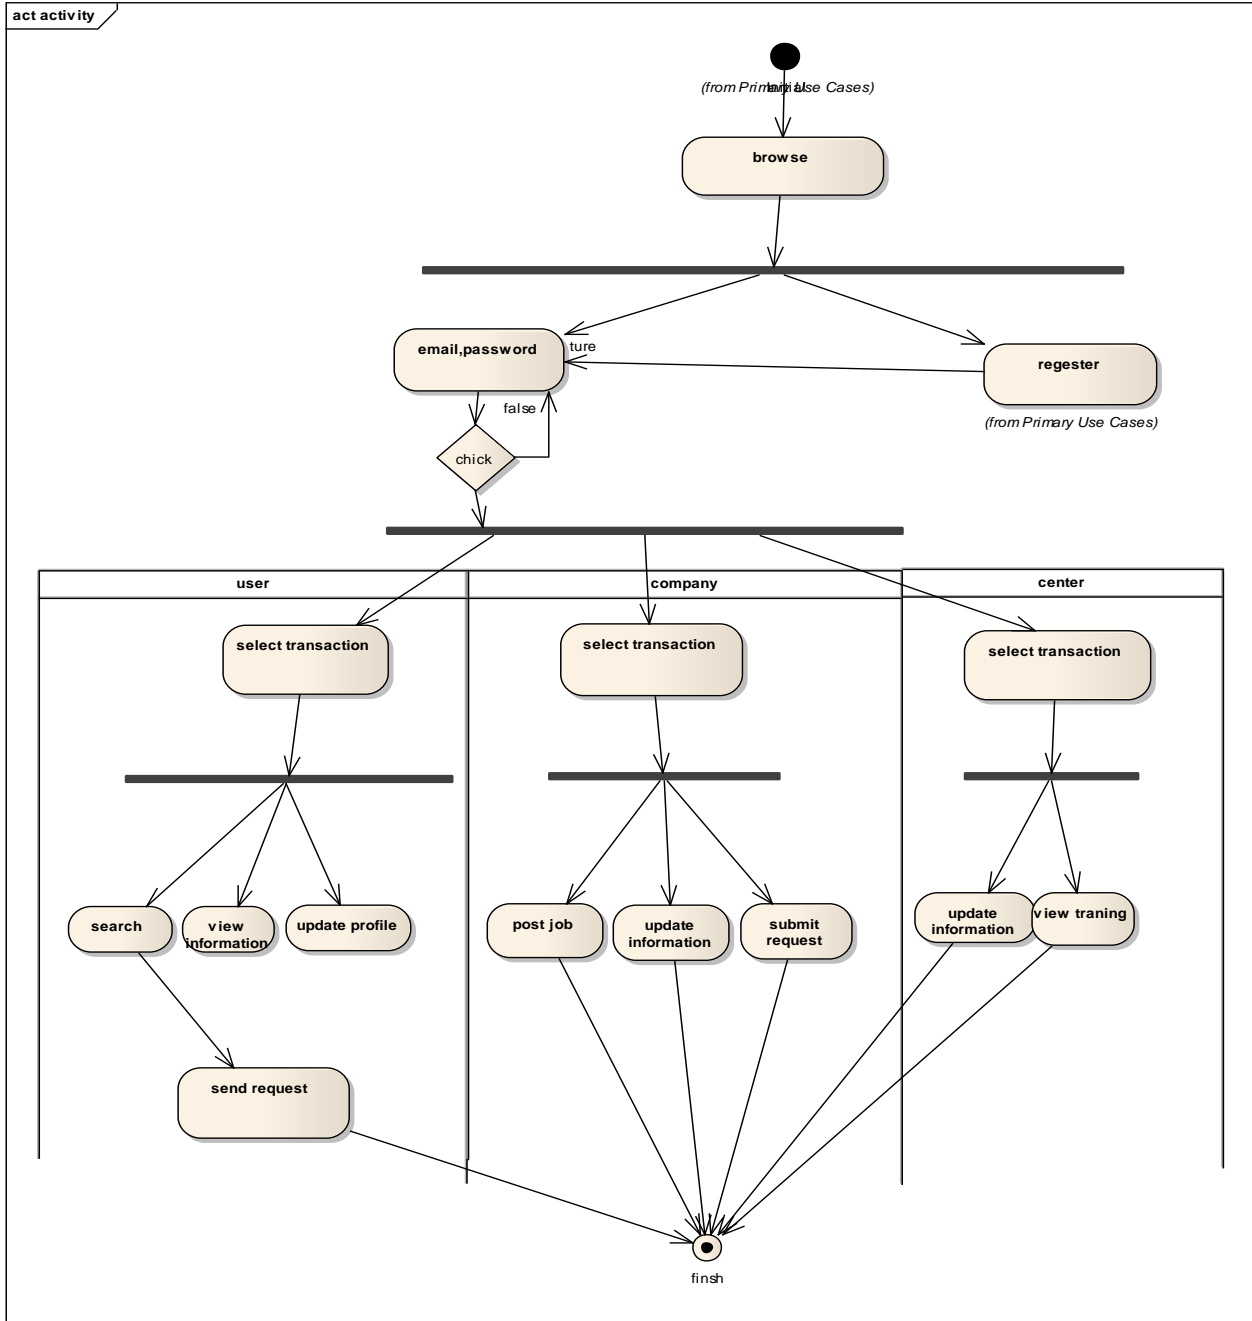 act activity
(from Primary Use Cases)
Initial
browse
email,password
ture
regester
(from Primary Use Cases)
false
chick
user
company
center
select transaction
select transaction
select transaction
search
view
information
update profile
post job
update
information
submit
request
update
information
view traning
send request
finsh